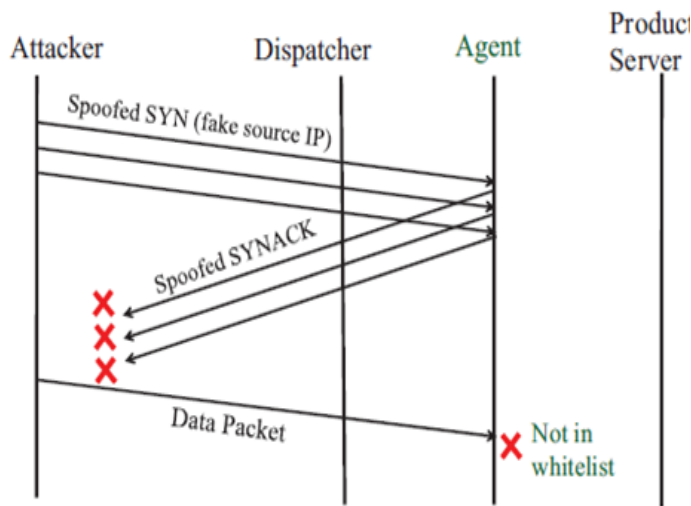 Attacker
Dispatcher
Agent
Product
Server
Spoofed SYN (fake source IP)
Spoofed SYNACK
Data Packet
Not in
whitelist